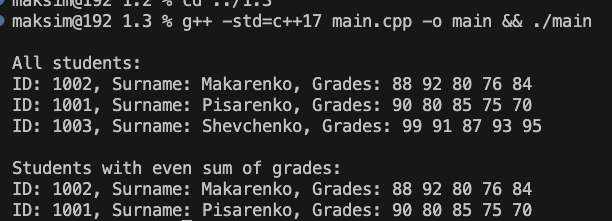 maksim@192 1.2 % cd ../1.3
maksim@192 1.3 % g++ -std=c++17 main.cpp -o main && ./main
All students:
ID: 1002, Surname: Makarenko, Grades: 88 92 80 76 84
ID: 1001, Surname: Pisarenko, Grades: 90 80 85 75 70
ID: 1003, Surname: Shevchenko, Grades: 99 91 87 93 95
Students with even sum of grades:
ID: 1002, Surname: Makarenko, Grades: 88 92 80 76 84
ID: 1001, Surname: Pisarenko, Grades: 90 80 85 75 70